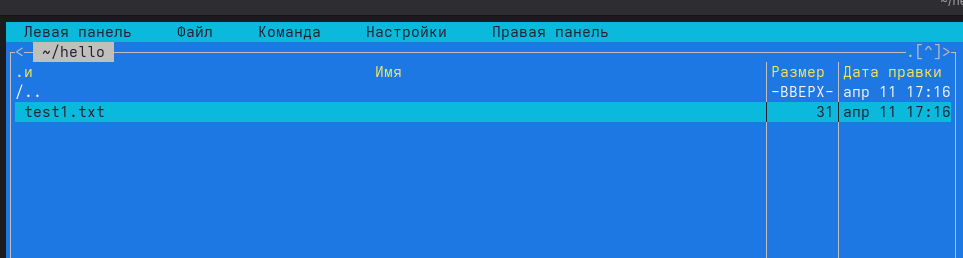 Левая панель Файл Команда Настройки Правая панель
<─ ~/hello .[^]>
.и Имя Размер Дата правки
/.. -ВВЕРХ- апр 11 17:16
test1.txt 31 апр 11 17:16